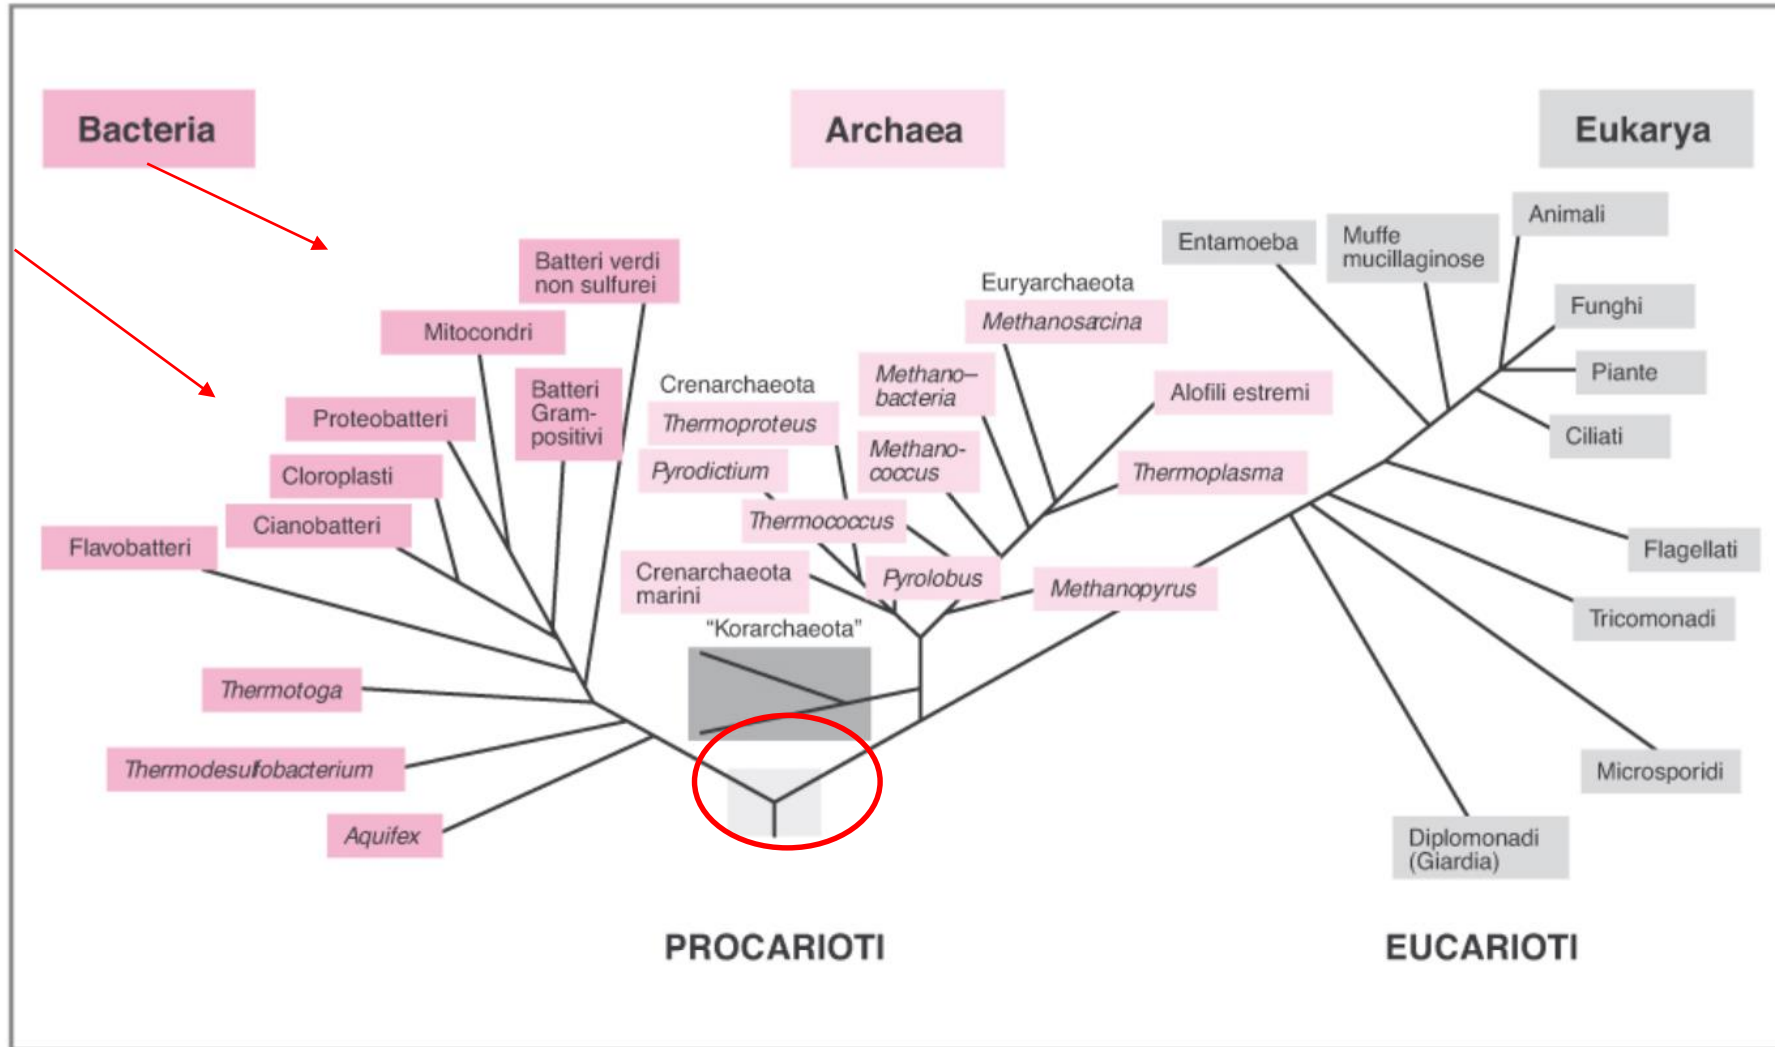 Bacteria
Archaea
Eukarya
Batteri verdi
non sulfurei
Mitocondri
Batteri
Gram-
positivi
Proteobatteri
Cloroplasti
Cianobatteri
Flavobatteri
Thermotoga
Thermodesulfobacterium
Aquifex
Crenarchaeota
Thermoproteus
Pyrodictium
Thermococcus
Crenarchaeota
marini
Pyrolobus
"Korarchaeota"
Euryarchaeota
Methanosarcina
Methano–
bacteria
Methano-
coccus
Alofili estremi
Thermoplasma
Methanopyrus
Entamoeba
Muffe
mucillaginose
Animali
Funghi
Piante
Ciliati
Flagellati
Tricomonadi
Microsporidi
Diplomonadi
(Giardia)
PROCARIOTI
EUCARIOTI